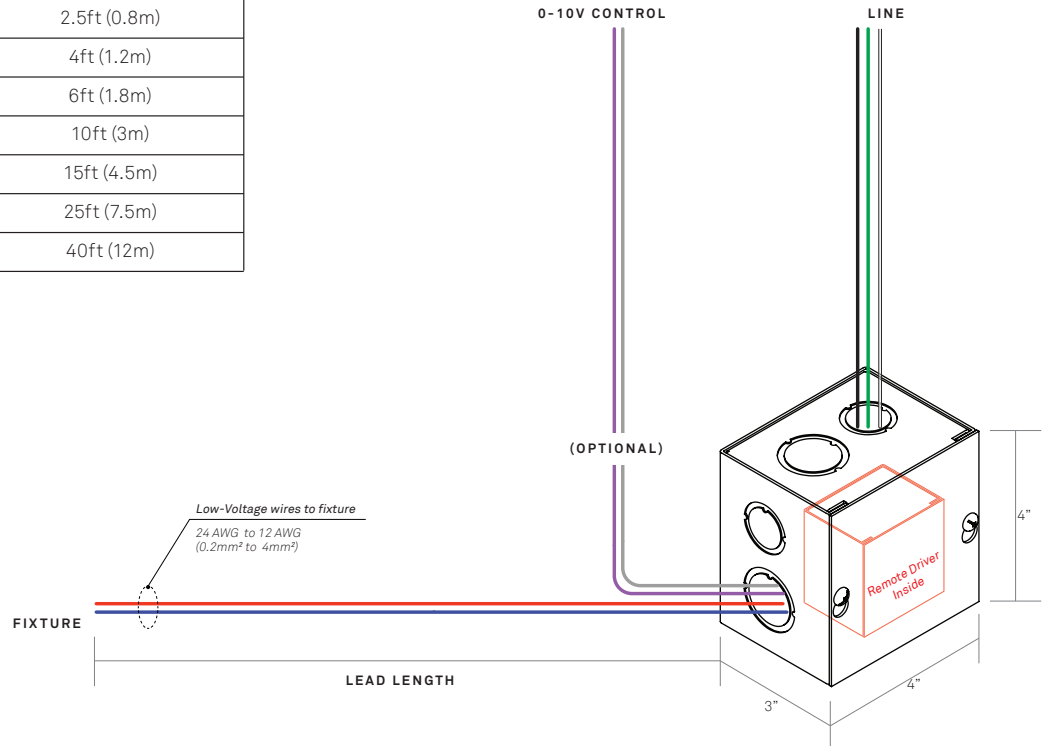 2.5ft (0.8m)
4ft (1.2m)
6ft (1.8m)
10ft (3m)
15ft (4.5m)
25ft (7.5m)
40ft (12m)
0-10V CONTROL
LINE
(OPTIONAL)
Low-Voltage wires to fixture
24 AWG to 12 AWG
(0.2mm² to 4mm²)
FIXTURE
LEAD LENGTH
Remote Driver
Inside
4”
4”
3”